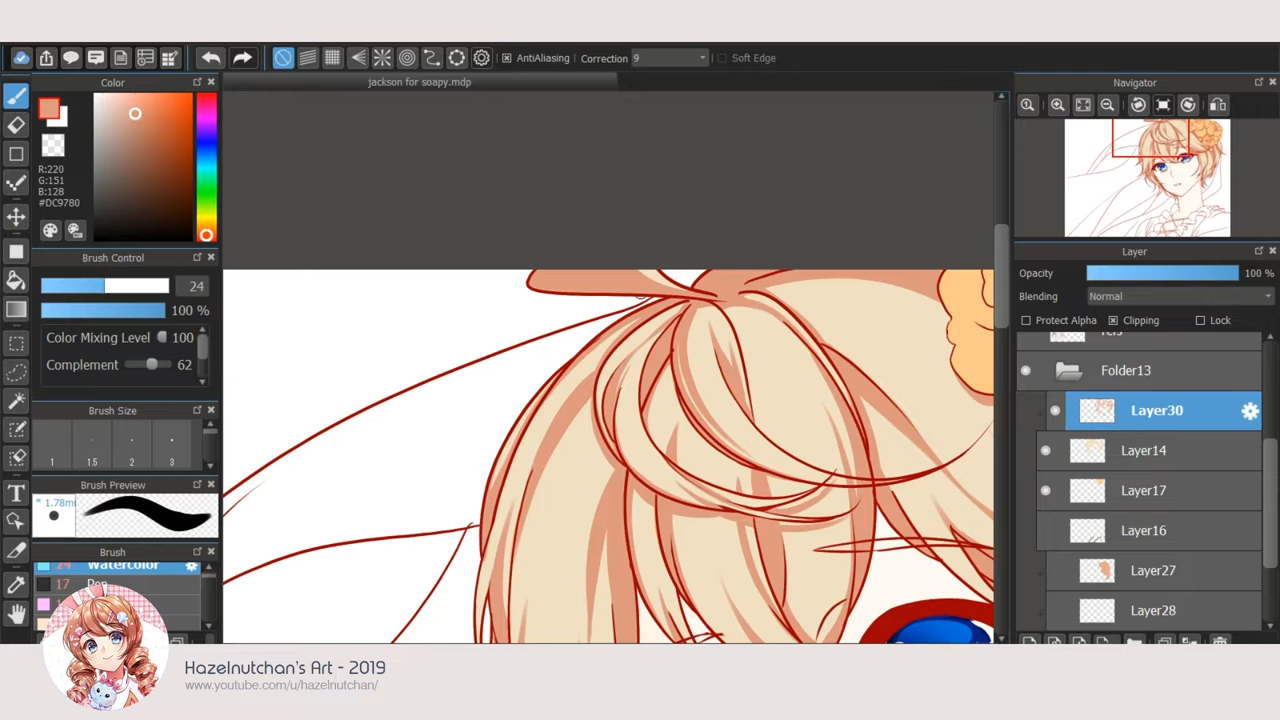 AntiAliasing
Correction
9
Soft Edge
Color
jackson for soapy.mdp
Navigator
R:220
G:151
B:128
#DC9780
Brush Control
24
100 %
Color Mixing Level
100
Complement
62
Brush Size
1
1.5
2
3
Brush Preview
Brush
24
Watercolor
17
Layer
Opacity
100 %
Blending
Normal
Protect Alpha
Clipping
Lock
Folder13
Layer30
Layer14
Layer17
Layer16
Layer27
Layer28
Hazelnutchan's Art - 2019
www.youtube.com/u/hazelnutchan/